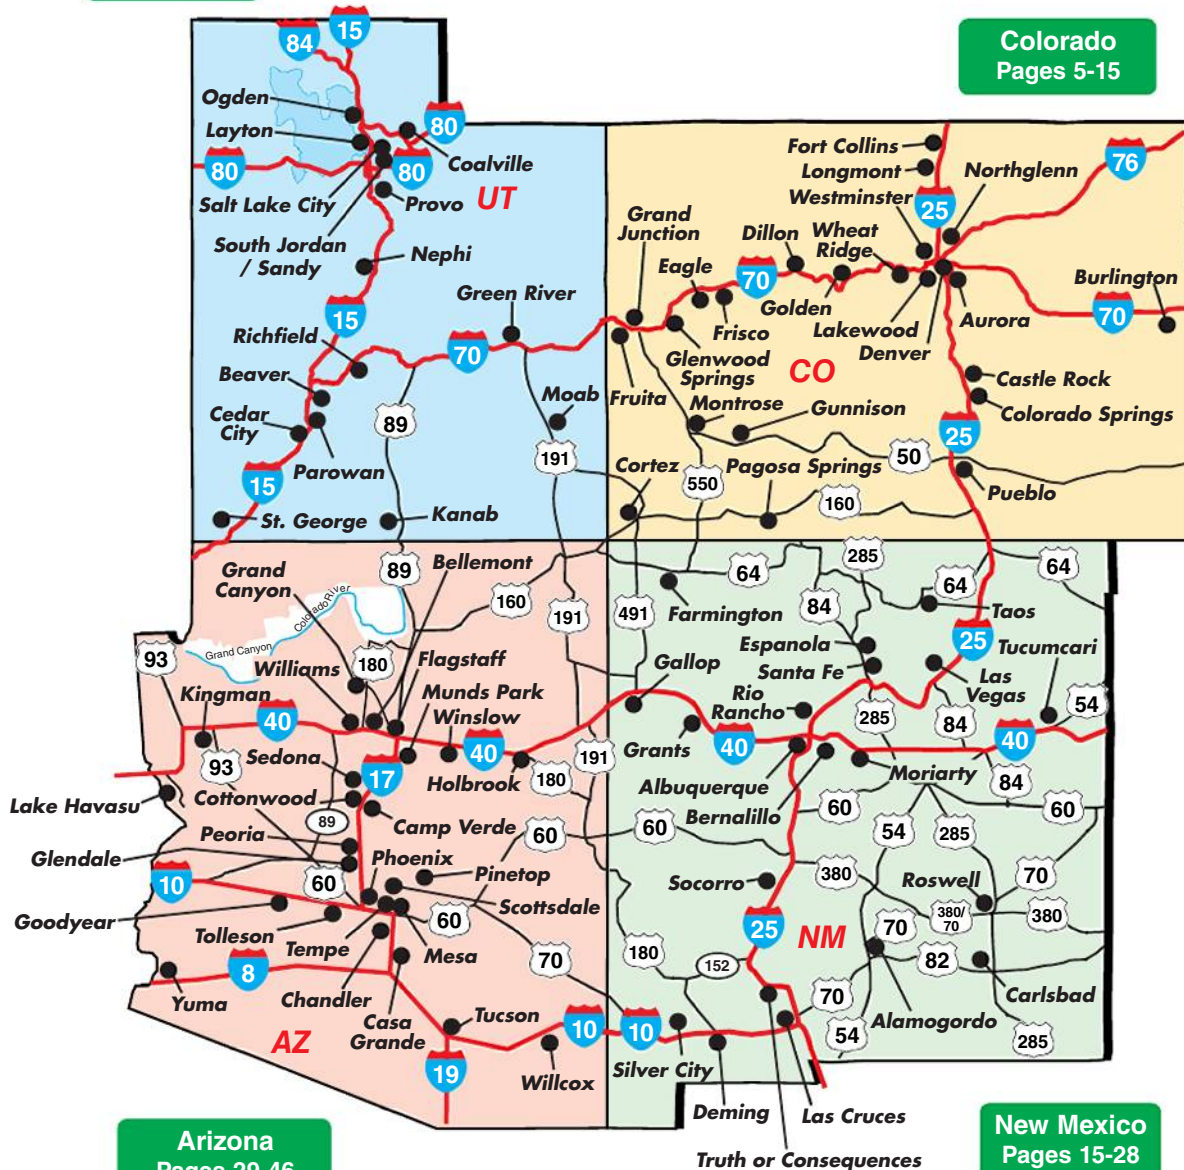 15
84
Colorado
Pages 5-15
Ogden
80
Layton
Coalville
80
80
Salt Lake City
Provo
UT
South Jordan
/ Sandy
Nephi
Fort Collins
Longmont
Northglenn
76
Westminster
25
Grand
Junction
Dillon
Wheat
Ridge
Eagle
70
Burlington
Green River
Golden
Frisco
Lakewood
Aurora
70
15
Richfield
70
Denver
Glenwood
Springs
CO
Beaver
Castle Rock
Moab
Fruita
Montrose
Gunnison
Colorado Springs
Cedar
City
89
25
Parowan
191
Cortez
550
Pagosa Springs
50
15
160
Pueblo
St. George
Kanab
Grand
Canyon
89
Bellemont
285
64
64
64
Colorado River
160
191
491
Farmington
84
Taos
Grand Canyon
93
Williams
180
Flagstaff
Gallop
Espanola
Santa Fe
25
Tucumcari
Kingman
Munds Park
Rio
Rancho
Las
Vegas
40
Winslow
285
84
54
Sedona
40
Grants
40
40
93
17
Holbrook
180
191
Moriarty
84
Lake Havasu
Cottonwood
Albuquerque
Bernalillo
60
60
89
Camp Verde
60
60
54
285
Peoria
Glendale
Phoenix
Pinetop
380
70
10
60
Socorro
Roswell
Goodyear
Scottsdale
60
25
NM
70
380/
70
380
Tolleson
Tempe
Mesa
70
180
152
82
8
Yuma
Chandler
70
Carlsbad
Casa
Grande
Tucson
10
10
54
Alamogordo
285
AZ
19
Willcox
Silver City
Deming
Las Cruces
Truth or Consequences
Arizona
Pages 29-46
New Mexico
Pages 15-28